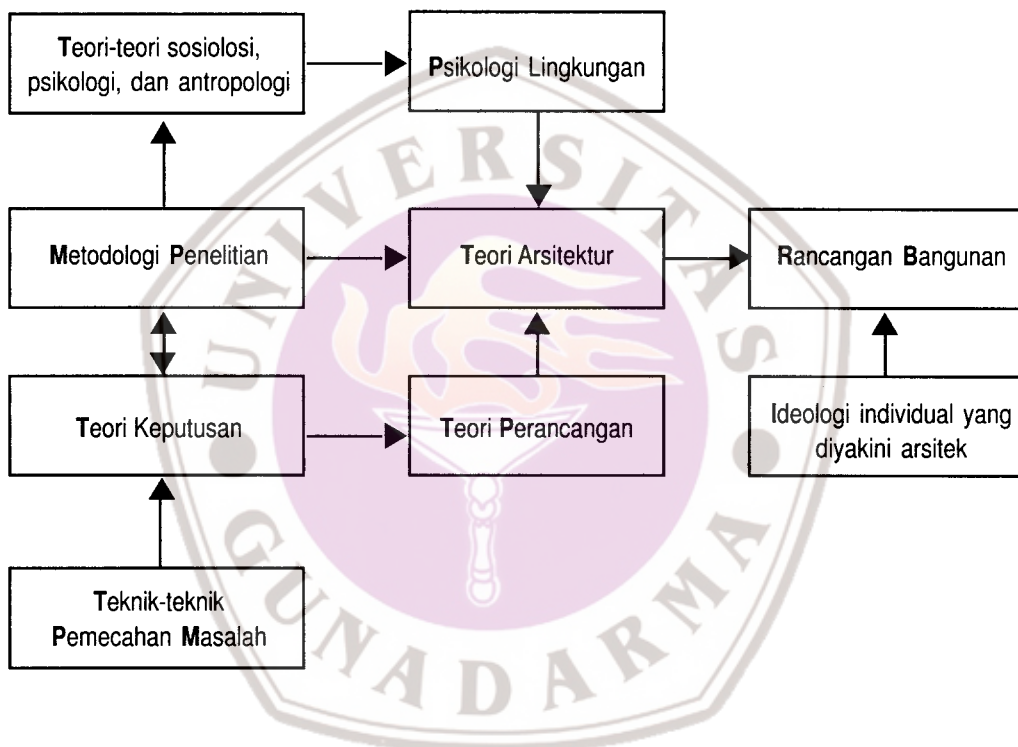 Teori-teori sosiolosi,
psikologi, dan antropologi
Psikologi Lingkungan
Metodologi Penelitian
Teori Arsitektur
Rancangan Bangunan
Teori Keputusan
Teori Perancangan
Ideologi individual yang
diyakini arsitek
Teknik-teknik
Pemecahan Masalah
UNIVERSITAS
GUNADARMA